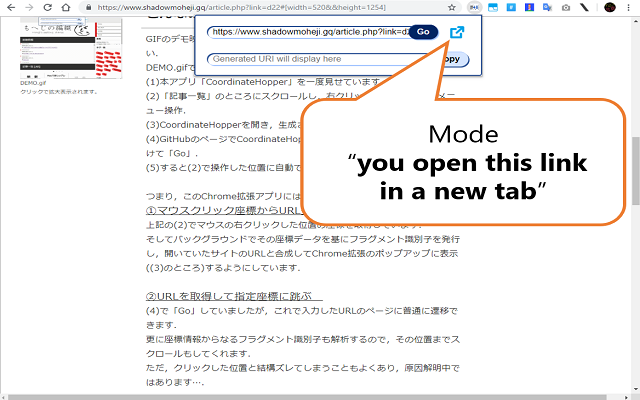 https://www.shadowmoheji.gq/article.php?link=d22#[width=520&&height=1254]
https://www.shadowmoheji.gq/article.php?link=d2
Go
Generated URI will display here
opy
GIFのデモ映
い.
DEMO.gif
クリックで拡大表示されます。
DEMO.gifで
(1)本アプリ「CoordinateHopper」を一度見せています.
(2)「記事一覧」のところにスクロールし，右クリッ
ュー操作.
(3)CoordinateHopperを開き，生成さ
(4)GitHubのページでCoordinateHop
けて「Go」.
(5)すると(2)で操作した位置に自動で
Mode
“you open this link
in a new tab”
つまり，このChrome拡張アプリには
①マウスクリック座標からURL
上記の(2)でマウスの右クリックした位置の座標を取得しています.
そしてバックグラウンドでその座標データを基にフラグメント識別子を発行
し，開いていたサイトのURLと合成してChrome拡張のポップアップに表示
((3)のところ)するようにしています.
②URLを取得して指定座標に跳ぶ
(4)で「Go」していましたが，これで入力したURLのページに普通に遷移で
きます.
更に座標情報からなるフラグメント識別子も解析するので，その位置までス
クロールもしてくれます.
ただ，クリックした位置と結構ズレてしまうこともよくあり，原因解明中で
はあります….